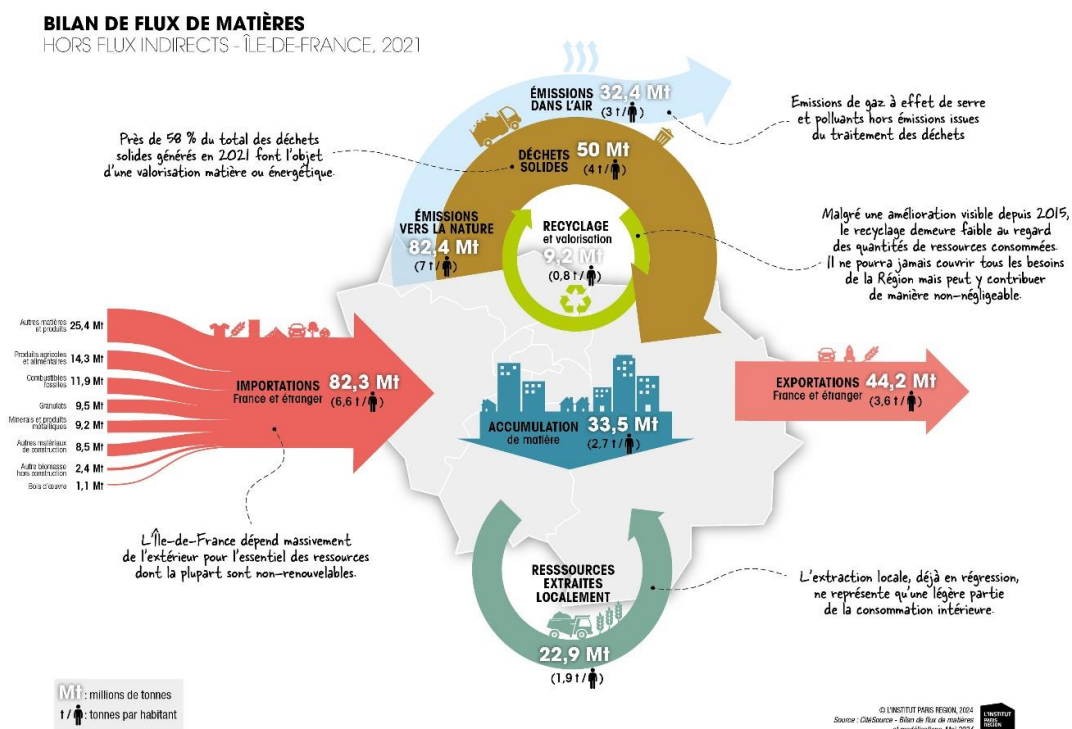 BILAN DE FLUX DE MATIÈRES
HORS FLUX INDIRECTS - ÎLE-DE-FRANCE, 2021
ÉMISSIONS
DANS L'AIR
32,4 Mt
(3 t/)
Emissions de gaz à effet de serre
et polluants hors émissions issues
du traitement des déchets
Près de 58 % du total des déchets
solides générés en 2021 font l'objet
d'une valorisation matière ou énergétique.
DÉCHETS
SOLIDES
50 Mt
(4 t/)
ÉMISSIONS
VERS LA NATURE
82,4 Mt
(7 t/)
RECYCLAGE
et valorisation
9,2 Mt
(0,8 t/)
Malgré une amélioration visible depuis 2015,
le recyclage demeure faible au regard
des quantités de ressources consommées.
Il ne pourra jamais couvrir tous les besoins
de la Région mais peut y contribuer
de manière non-négligeable.
Autres matières
et produits
25,4 Mt
Produits agricoles
et alimentaires
14,3 Mt
Combustibles
fossiles
11,9 Mt
Granulats
9,5 Mt
Minerais et produits
métalliques
9,2 Mt
Autres matériaux
de construction
8,5 Mt
Autre biomasse
hors construction
2,4 Mt
Bois d'œuvre
1,1 Mt
IMPORTATIONS
France et étranger
82,3 Mt
(6,6 t/)
ACCUMULATION
de matière
33,5 Mt
(2,7 t/)
EXPORTATIONS
France et étranger
44,2 Mt
(3,6 t/)
L'Île-de-France dépend massivement
de l'extérieur pour l'essentiel des ressources
dont la plupart sont non-renouvelables.
RESSSOURCES
EXTRAITES
LOCALEMENT
22,9 Mt
(1,9 t/)
L'extraction locale, déjà en régression,
ne représente qu'une légère partie
de la consommation intérieure.
Mt : millions de tonnes
t/ : tonnes par habitant
© L'INSTITUT PARIS REGION, 2024
Source : CitéSource - Bilan de flux de matières
et modélisations, Mai 2024
L'INSTITUT
PARIS
REGION